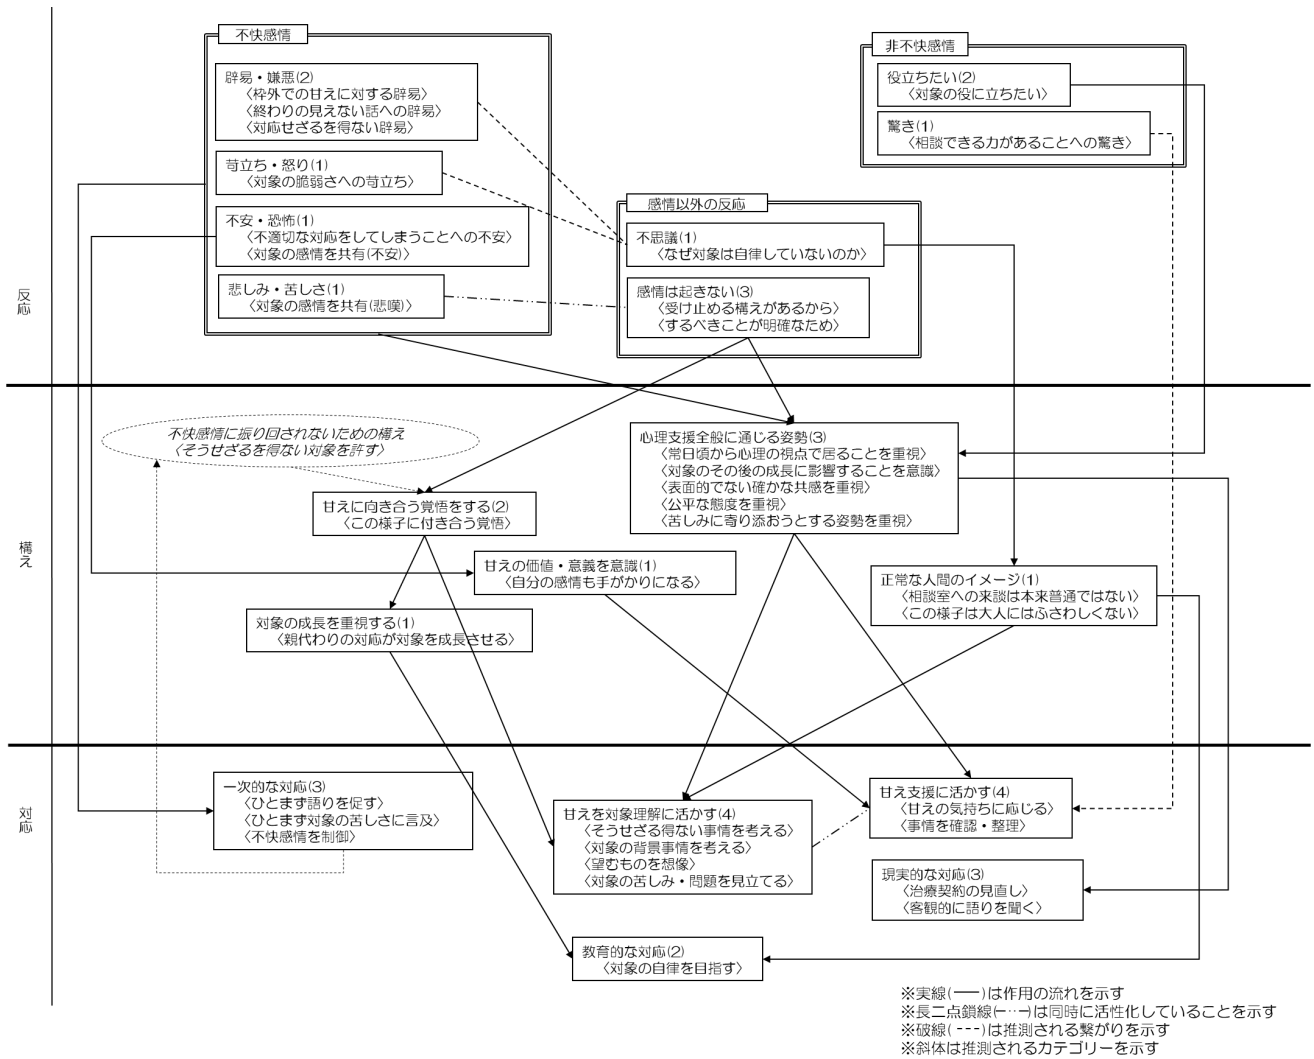 不快感情
辟易・嫌悪(2)
〈枠外での甘えに対する辟易〉
〈終わりの見えない話への辟易〉
〈対応せざるを得ない辟易〉
苛立ち・怒り(1)
〈対象の脆弱さへの苛立ち〉
不安・恐怖(1)
〈不適切な対応をしてしまうことへの不安〉
〈対象の感情を共有(不安)〉
悲しみ・苦しさ(1)
〈対象の感情を共有(悲嘆)〉
非不快感情
役立ちたい(2)
〈対象の役に立ちたい〉
驚き(1)
〈相談できる力があることへの驚き〉
感情以外の反応
不思議(1)
〈なぜ対象は自律していないのか〉
感情は起きない(3)
〈受け止める構えがあるから〉
〈するべきことが明確なため〉
反応
不快感情に振り回されないための構え
〈そうせざるを得ない対象を許す〉
心理支援全般に通じる姿勢(3)
〈常日頃から心理の視点で居ることを重視〉
〈対象のその後の成長に影響することを意識〉
〈表面的でない確かな共感を重視〉
〈公平な態度を重視〉
〈苦しみに寄り添おうとする姿勢を重視〉
甘えに向き合う覚悟をする(2)
〈この様子に付き合う覚悟〉
構え
甘えの価値・意義を意識(1)
〈自分の感情も手がかりになる〉
正常な人間のイメージ(1)
〈相談室への来談は本来普通ではない〉
〈この様子は大人にはふさわしくない〉
対象の成長を重視する(1)
〈親代わりの対応が対象を成長させる〉
対応
一次的な対応(3)
〈ひとまず語りを促す〉
〈ひとまず対象の苦しさに言及〉
〈不快感情を制御〉
甘えを対象理解に活かす(4)
〈そうせざる得ない事情を考える〉
〈対象の背景事情を考える〉
〈望むものを想像〉
〈対象の苦しみ・問題を見立てる〉
甘え支援に活かす(4)
〈甘えの気持ちに応じる〉
〈事情を確認・整理〉
現実的な対応(3)
〈治療契約の見直し〉
〈客観的に語りを聞く〉
教育的な対応(2)
〈対象の自律を目指す〉
※実線(──)は作用の流れを示す
※長二点鎖線(─‥─)は同時に活性化していることを示す
※破線(---)は推測される繋がりを示す
※斜体は推測されるカテゴリーを示す